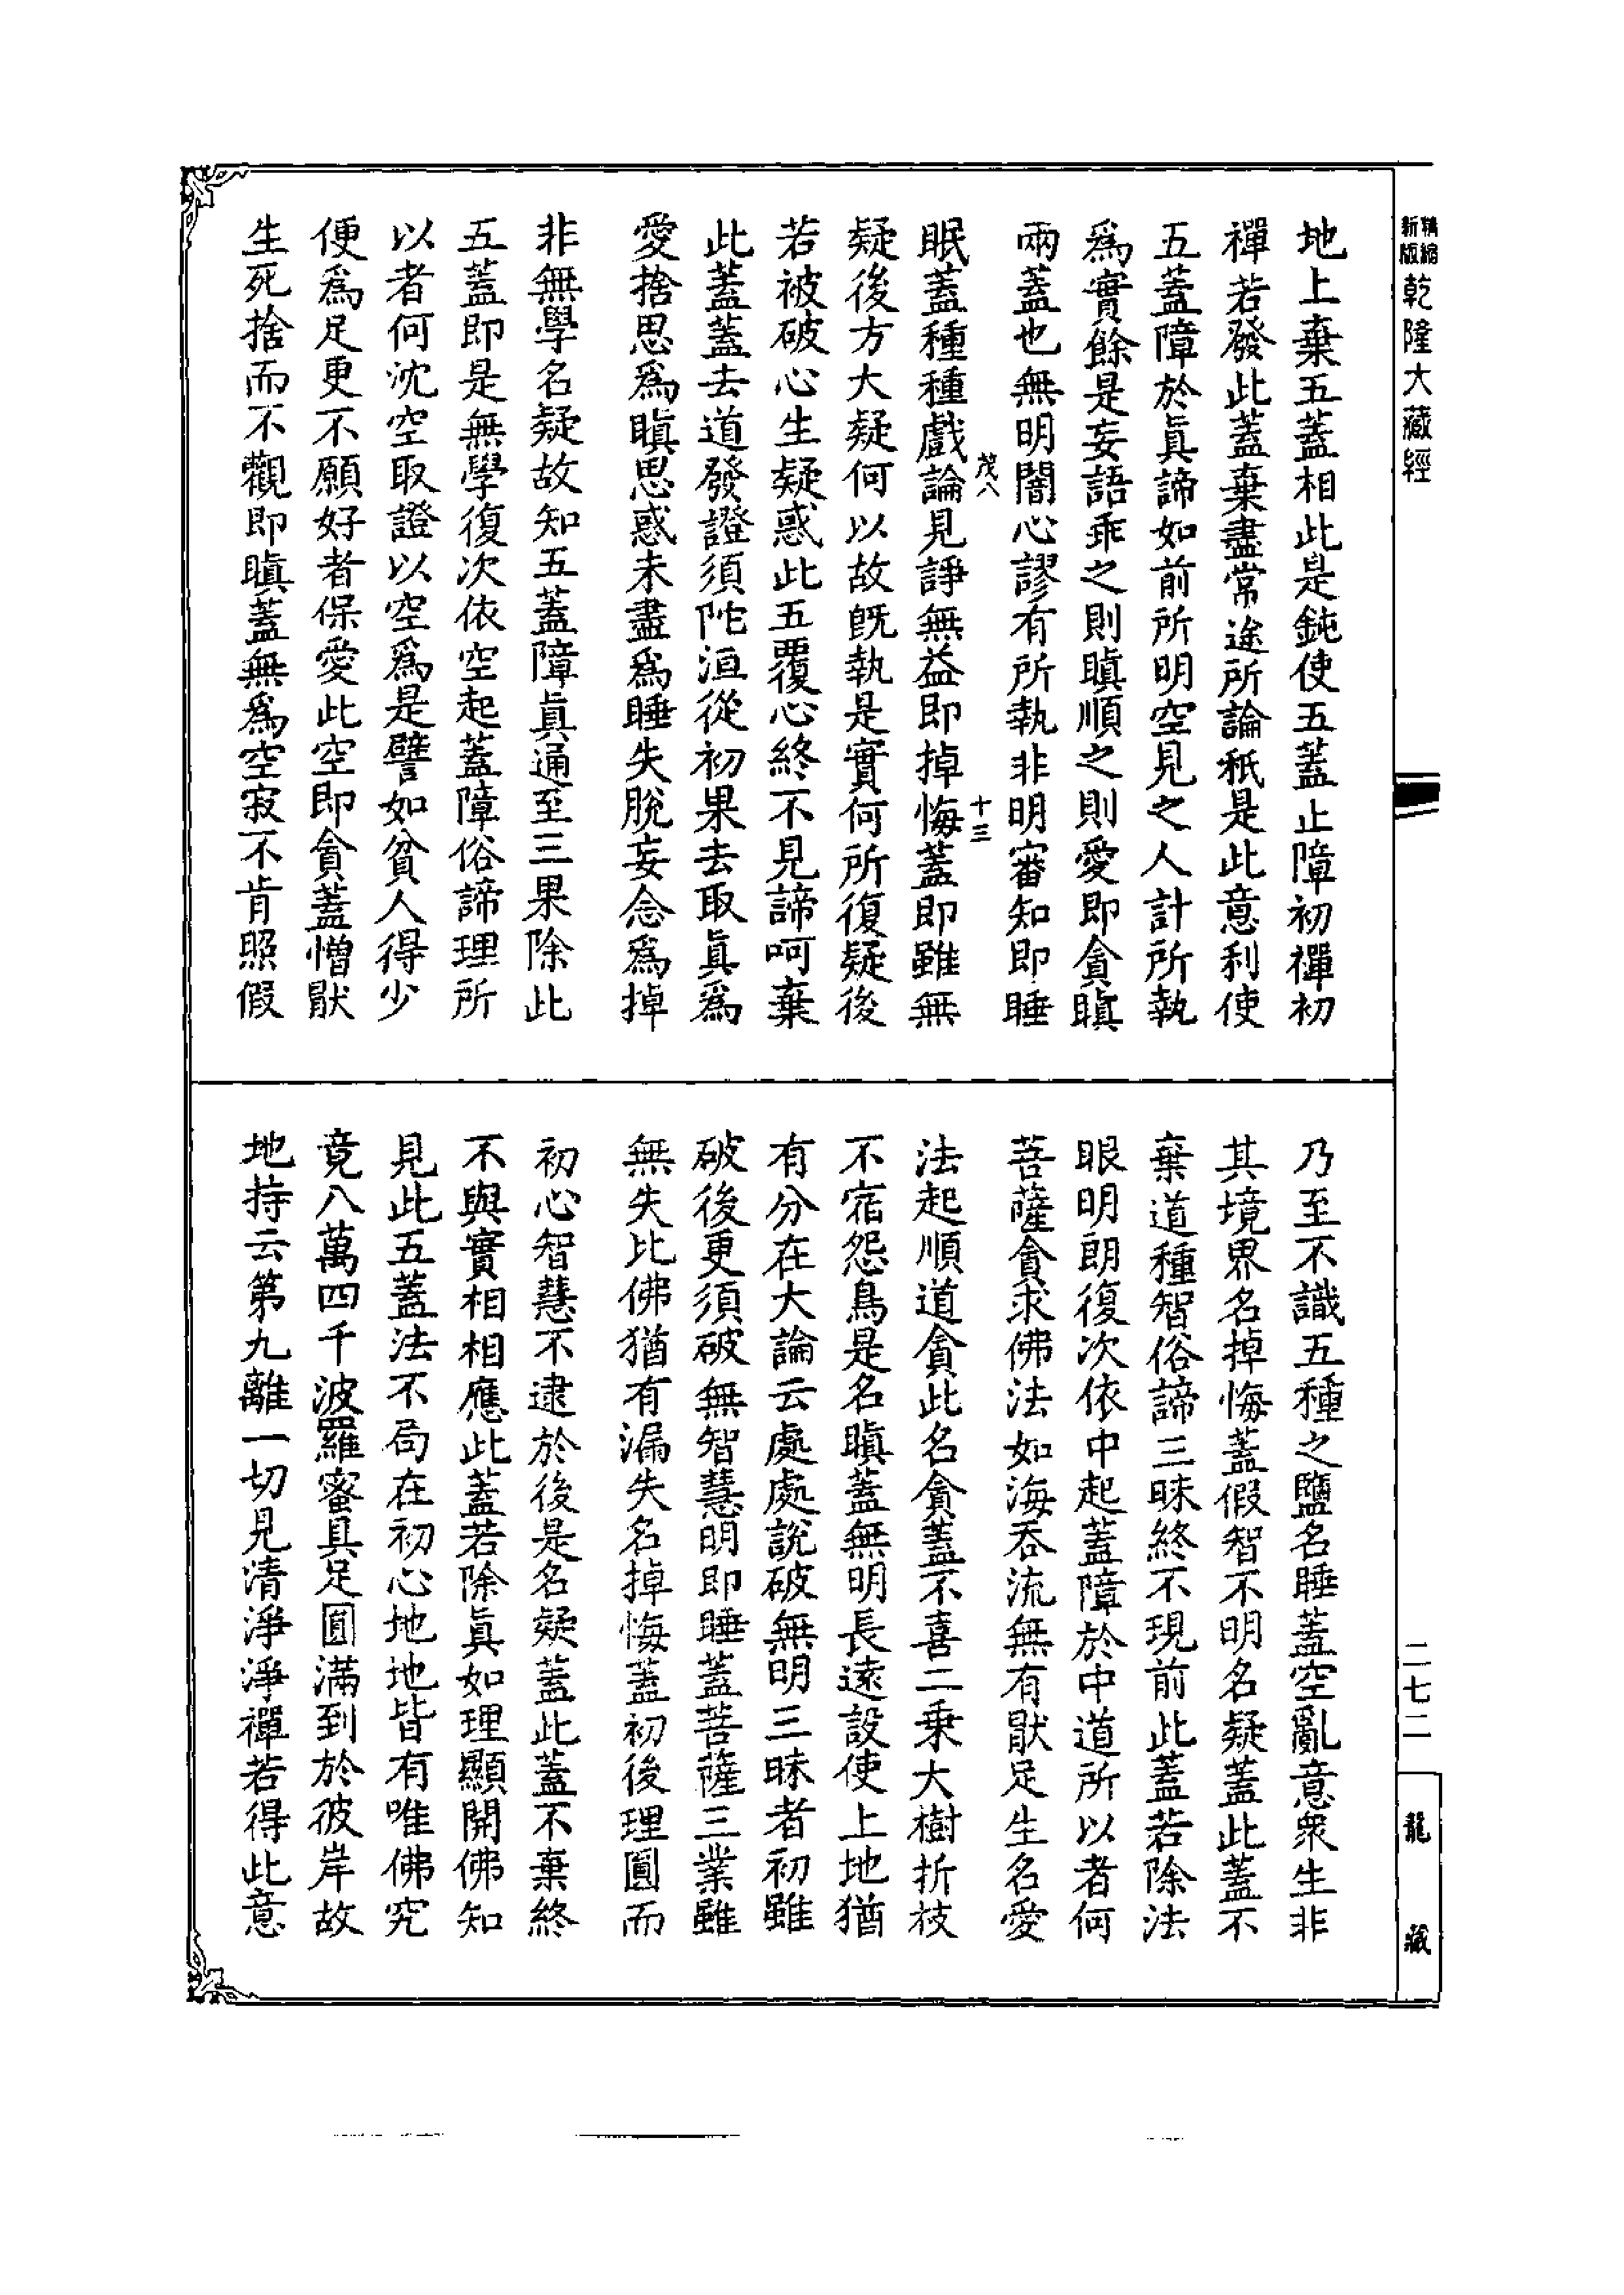 精縮新版乾隆大藏經
地上棄五蓋相此是鈍使五蓋止障初禪初
禪若發此蓋棄盡常途所論秖是此意利使
五蓋障於眞諦如前所明空見之人計所執
爲實餘是妄語乖之則瞋順之則愛即貪瞋
兩蓋也無明闇心謬有所執非明審知即睡
茂八 十三
眠蓋種種戲論見諍無益即掉悔蓋即雖無
疑後方大疑何以故旣執是實何所復疑後
若被破心生疑惑此五覆心終不見諦呵棄
此蓋蓋去道發證須陀洹從初果去取眞爲
愛捨思爲瞋思惑未盡爲睡失脫妄念爲掉
非無學名疑故知五蓋障眞通至三果除此
五蓋即是無學復次依空起蓋障俗諦理所
以者何沈空取證以空爲是譬如貧人得少
便爲足更不願好者保愛此空即貪蓋憎猒
生死捨而不觀即瞋蓋無爲空寂不肯照假
乃至不識五種之鹽名睡蓋空亂意衆生非
其境界名掉悔蓋假智不明名疑蓋此蓋不
棄道種智俗諦三昧終不現前此蓋若除法
眼明朗復次依中起蓋障於中道所以者何
菩薩貪求佛法如海吞流無有猒足生名愛
法起順道貪此名貪蓋不喜二乘大樹折枝
不宿怨鳥是名瞋蓋無明長遠設使上地猶
有分在大論云處處說破無明三昧者初雖
破後更須破無智慧明即睡蓋菩薩三業雖
無失比佛猶有漏失名掉悔蓋初後理圓而
初心智慧不逮於後是名疑蓋此蓋不棄終
不與實相相應此蓋若除眞如理顯開佛知
見此五蓋法不局在初心地地皆有唯佛究
竟八萬四千波羅蜜具足圓滿到於彼岸故
地持云第九離一切見清淨淨禪若得此意
二七二
龍藏